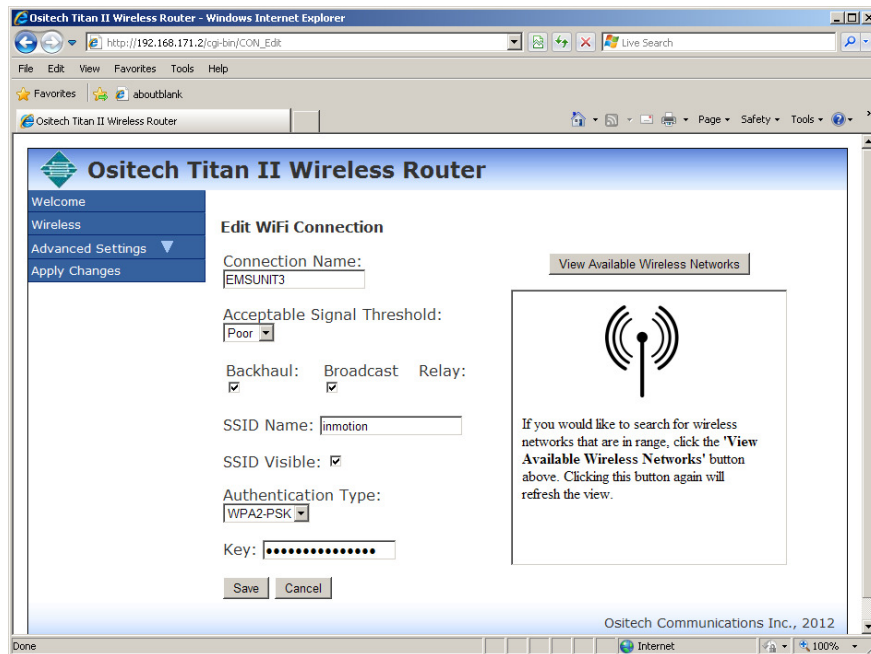 Ositech Titan II Wireless Router - Windows Internet Explorer
http://192.168.171.2/cgi-bin/CON_Edit
Live Search
File Edit View Favorites Tools Help
Favorites aboutblank
Ositech Titan II Wireless Router
Page Safety Tools
Ositech Titan II Wireless Router
Welcome
Wireless
Advanced Settings
Apply Changes
Edit WiFi Connection
Connection Name:
EMSUNIT3
Acceptable Signal Threshold:
Poor
Backhaul: Broadcast Relay:
SSID Name: inmotion
SSID Visible:
Authentication Type:
WPA2-PSK
Key: •••••••••••••••
Save Cancel
View Available Wireless Networks
If you would like to search for wireless
networks that are in range, click the 'View
Available Wireless Networks' button
above. Clicking this button again will
refresh the view.
Ositech Communications Inc., 2012
Done Internet 100%